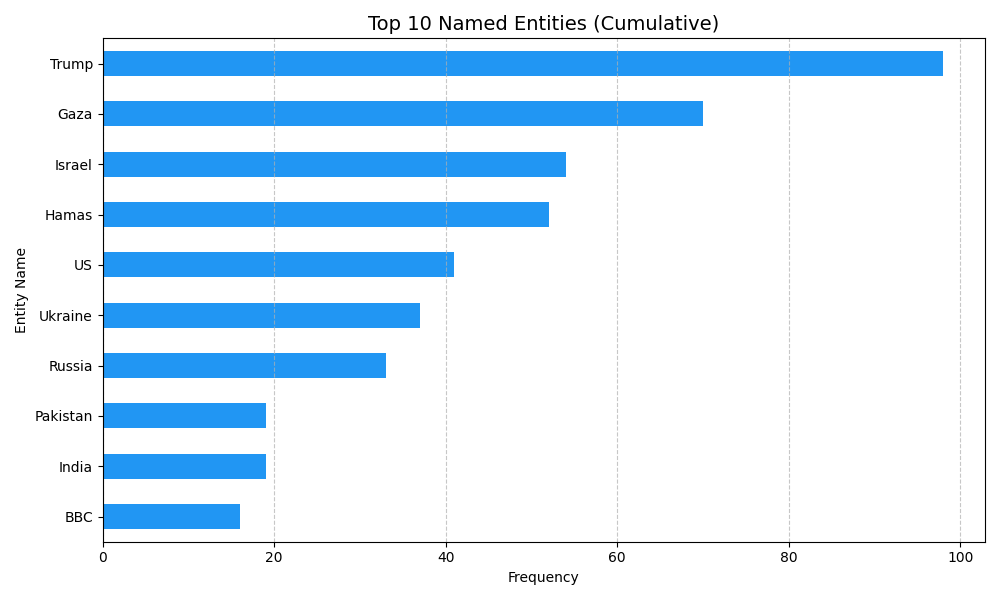 Top 10 Named Entities (Cumulative)
Entity Name
Trump
Gaza
Israel
Hamas
US
Ukraine
Russia
Pakistan
India
BBC
0 20 40 60 80 100
Frequency